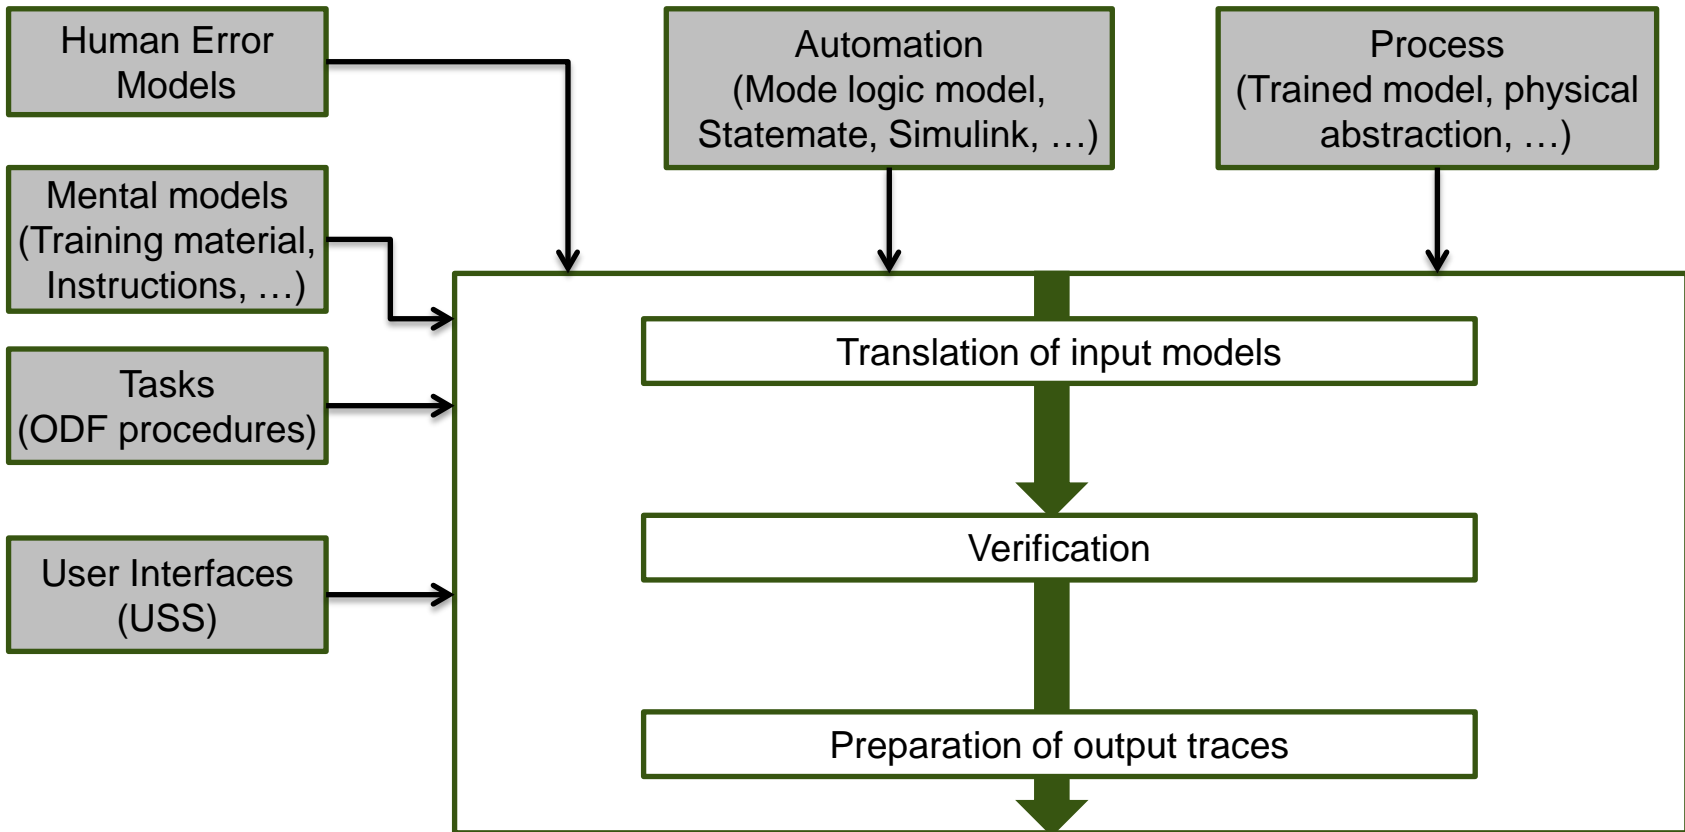 Human Error
Models
Automation
(Mode logic model,
Statemate, Simulink, …)
Process
(Trained model, physical
abstraction, …)
Mental models
(Training material,
Instructions, …)
Tasks
(ODF procedures)
User Interfaces
(USS)
Translation of input models
Verification
Preparation of output traces